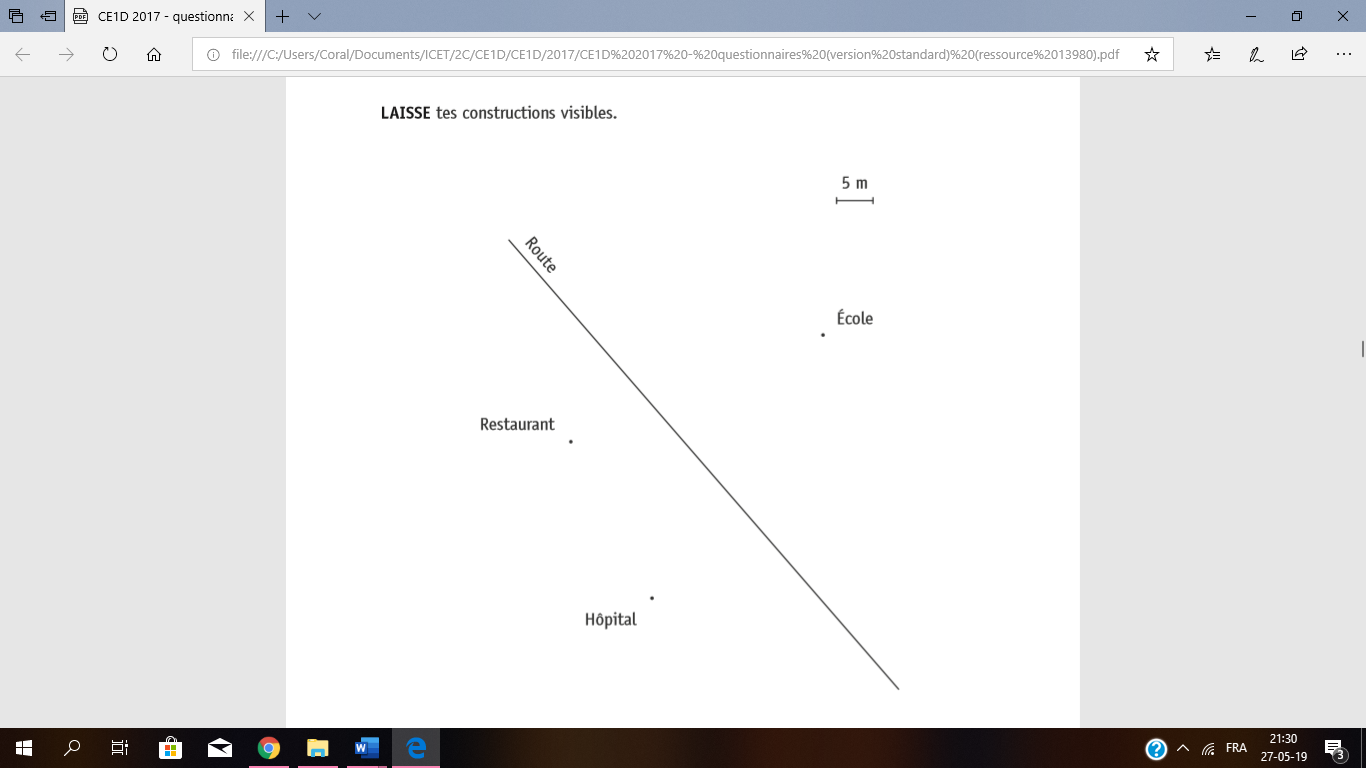 CE1D 2017 - questionna
file:///C:/Users/Coral/Documents/ICET/2C/CE1D/CE1D/2017/CE1D%202017%20-%20questionnaires%20(version%20standard)%20(ressource%2013980).pdf
LAISSE tes constructions visibles.
5 m
Route
École
Restaurant
Hôpital
FRA
21:30
27-05-19
3